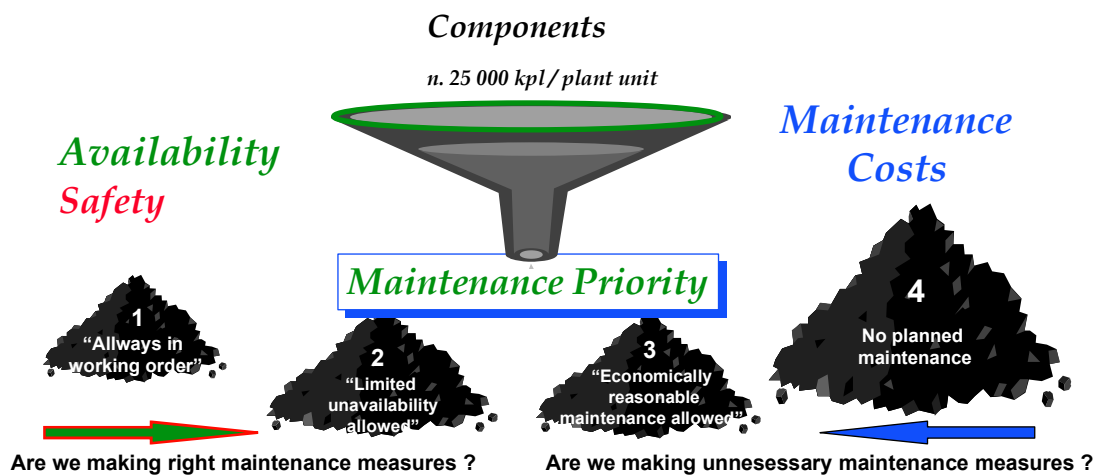 Components
n. 25 000 kpl / plant unit
Availability
Safety
Maintenance
Costs
Maintenance Priority
1
“Allways in
working order”
2
“Limited
unavailability
allowed”
3
“Economically
reasonable
maintenance allowed”
4
No planned
maintenance
Are we making right maintenance measures ?
Are we making unnesessary maintenance measures ?